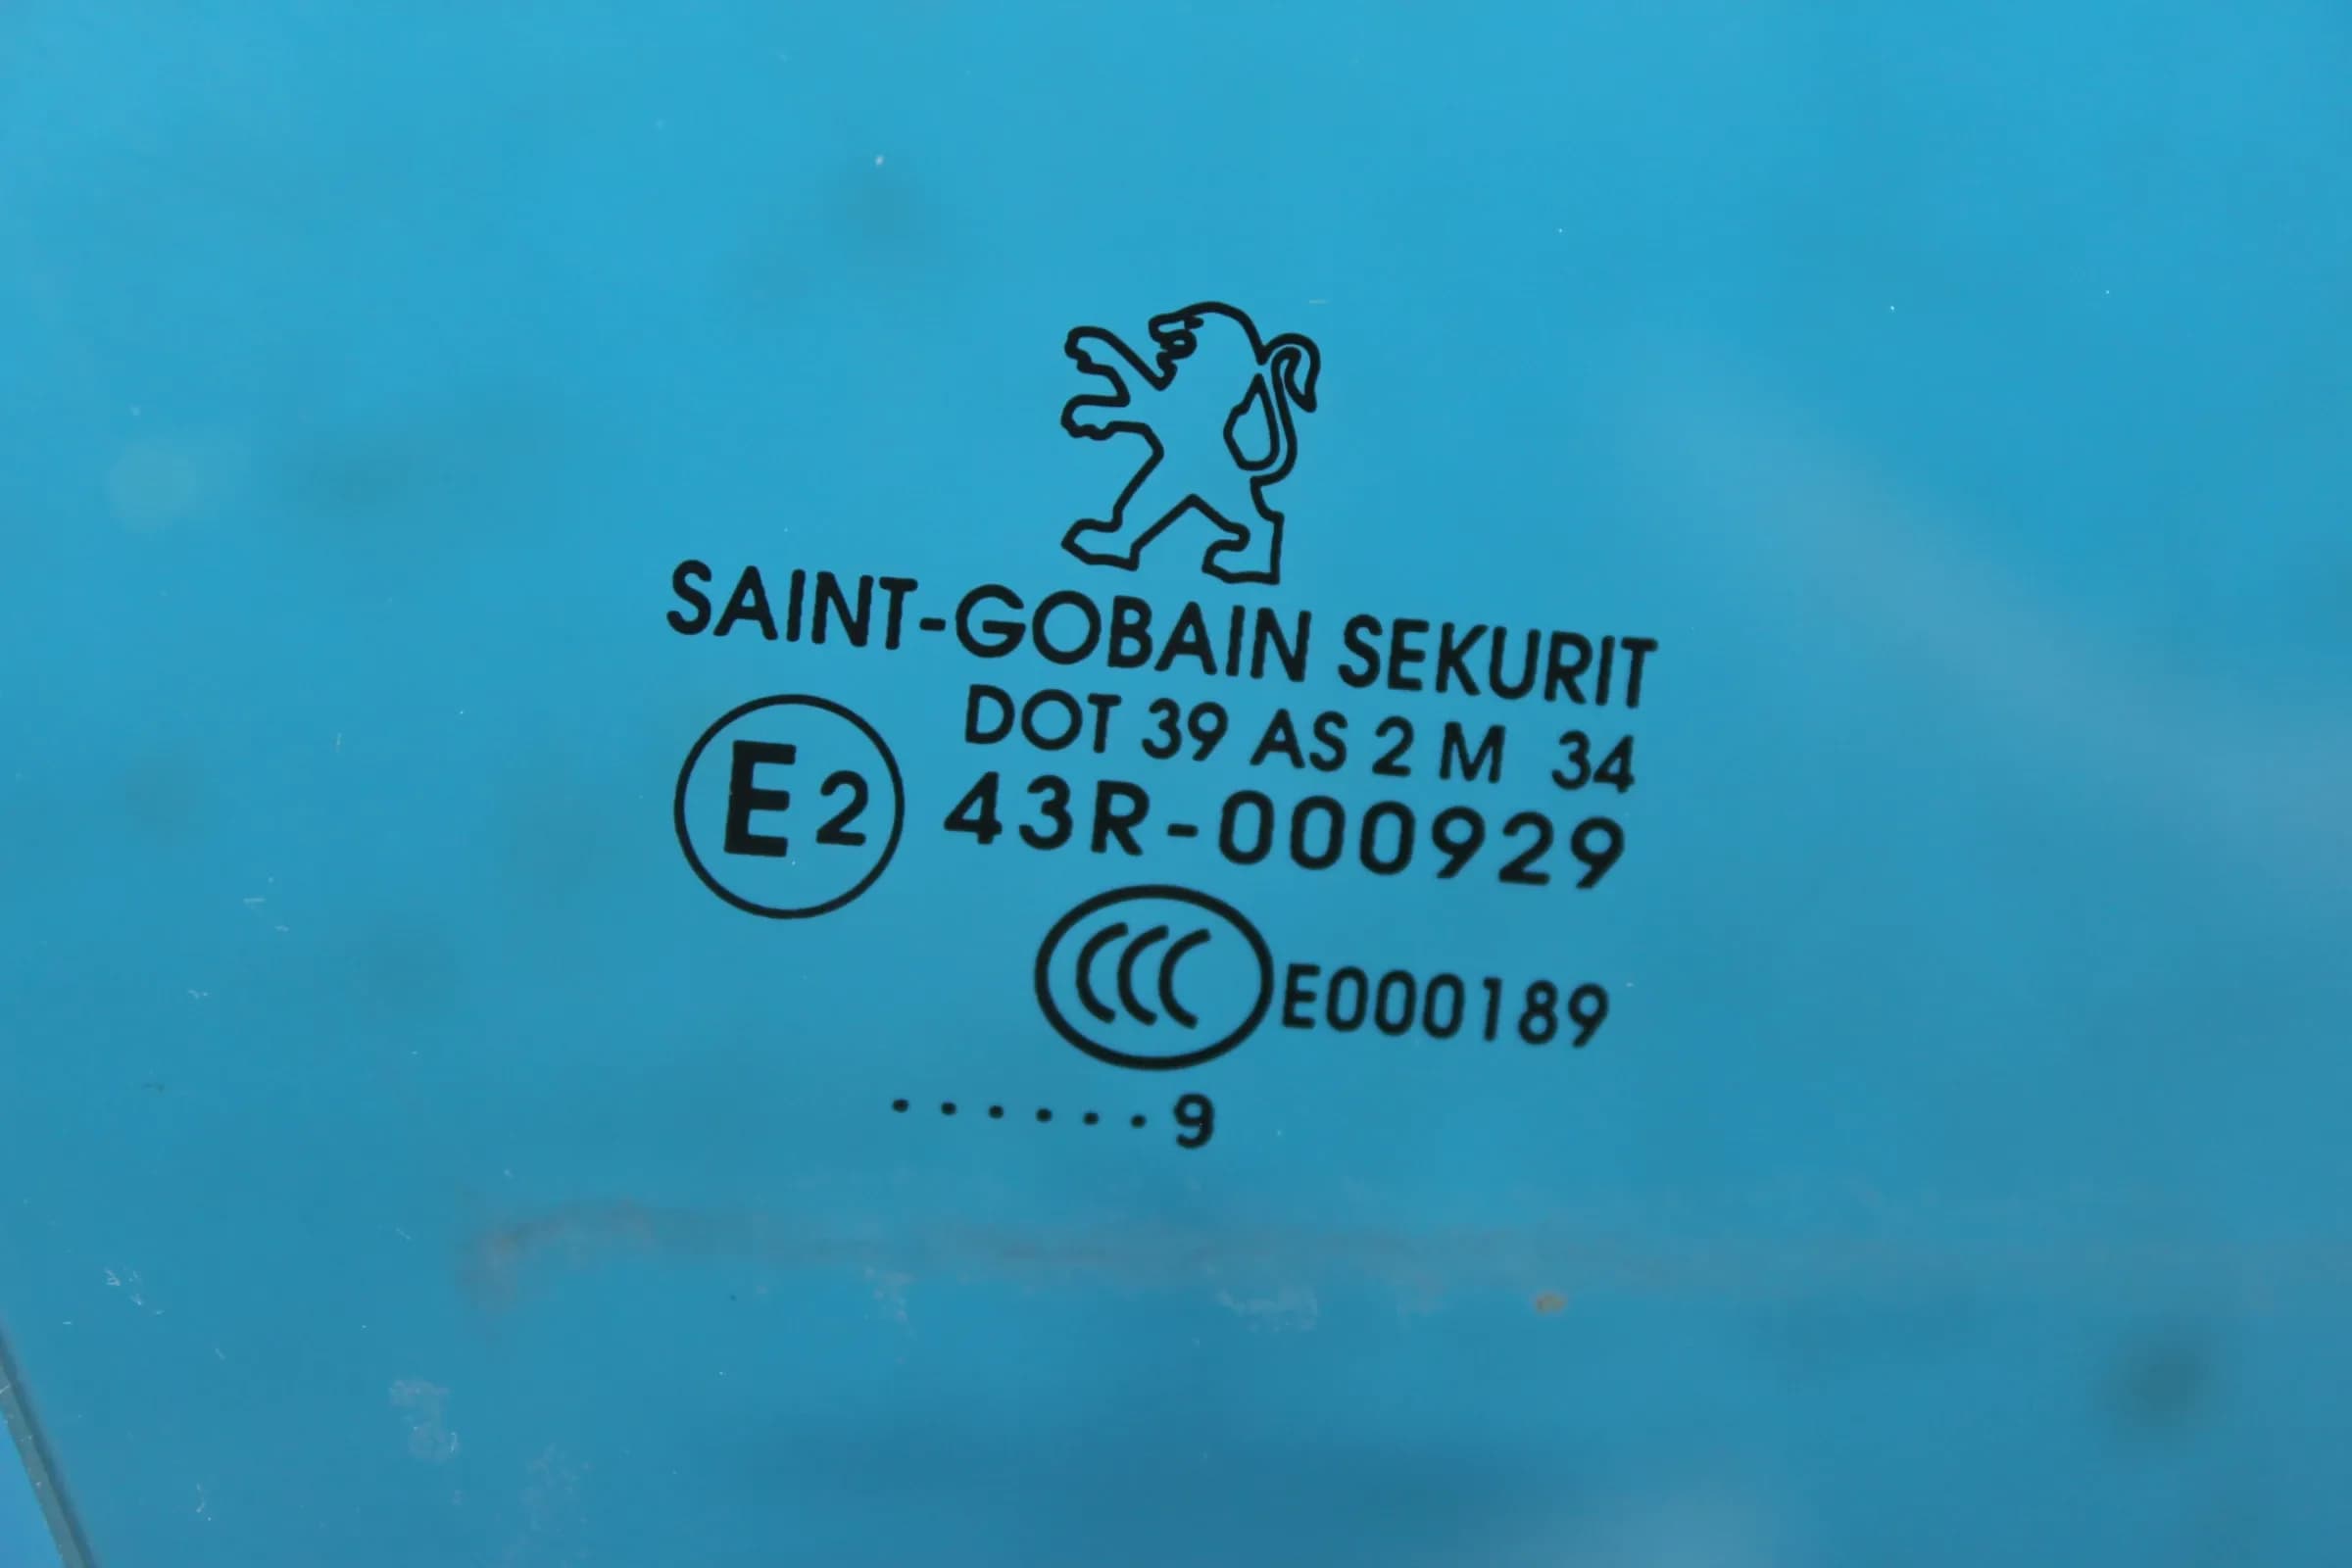 SAINT-GOBAIN SEKURIT
DOT 39 AS 2 M 34
E2 43R-000929
CCC E000189
. . . . . . 9